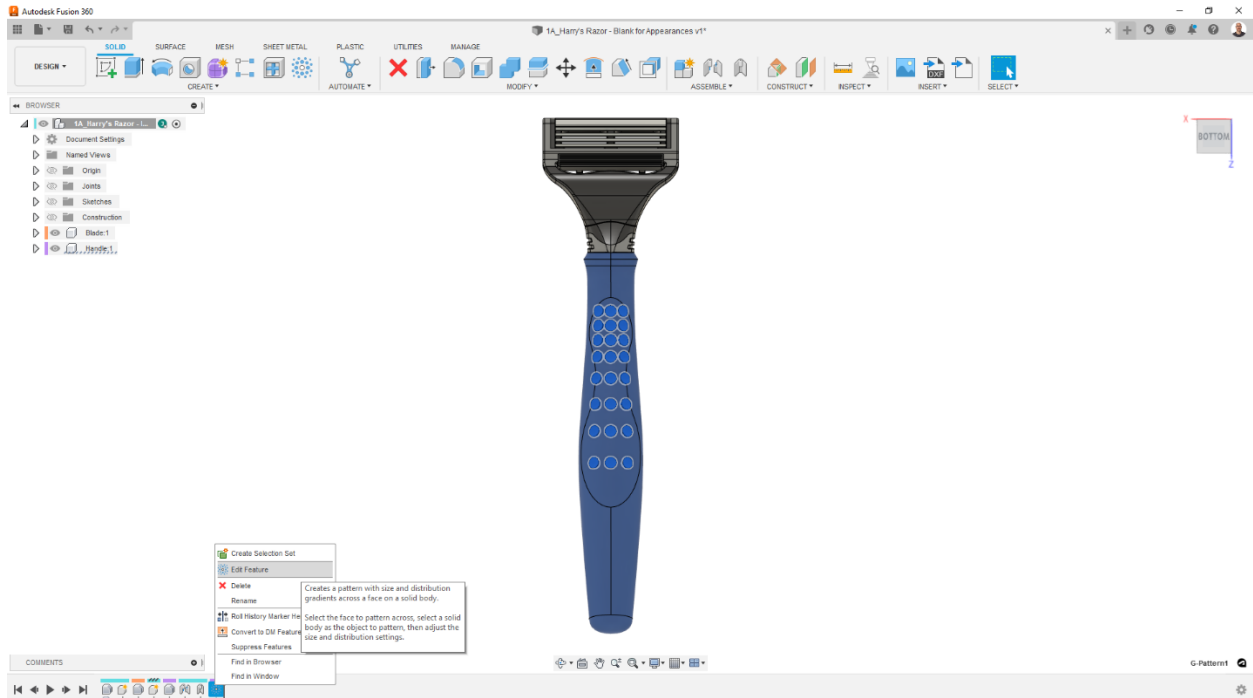 Autodesk Fusion 360
1A_Harry's Razor - Blank for Appearances v1*
SOLID SURFACE MESH SHEET METAL PLASTIC UTILITIES MANAGE
DESIGN
CREATE AUTOMATE MODIFY ASSEMBLE CONSTRUCT INSPECT INSERT SELECT
DXF
BROWSER
1A_Harry's Razor - I...
Document Settings
Named Views
Origin
Joints
Sketches
Construction
Blade:1
Handle:1
X
BOTTOM
Z
Create Selection Set
Edit Feature
Delete
Rename
Roll History Marker He
Convert to DM Feature
Suppress Features
Find in Browser
Find in Window
Creates a pattern with size and distribution
gradients across a face on a solid body.
Select the face to pattern across, select a solid
body as the object to pattern, then adjust the
size and distribution settings.
COMMENTS
G-Pattern1